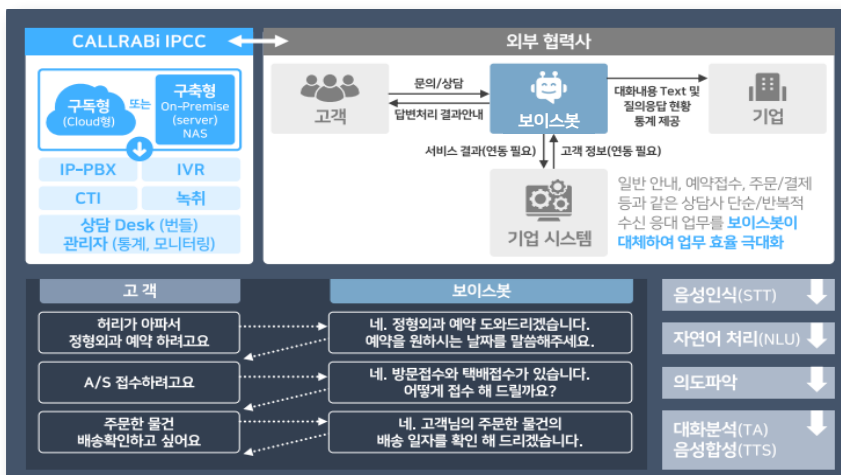 CALLRABi IPCC
구독형
(Cloud형)
또는
구축형
On-Premise
(server)
NAS
IP-PBX
IVR
CTI
녹취
상담 Desk (번들)
관리자 (통계, 모니터링)
외부 협력사
고객
문의/상담
답변처리 결과안내
보이스봇
대화내용 Text 및
질의응답 현황
통계 제공
기업
서비스 결과(연동 필요)
고객 정보(연동 필요)
기업 시스템
일반 안내, 예약접수, 주문/결제
등과 같은 상담사 단순/반복적
수신 응대 업무를 보이스봇이
대체하여 업무 효율 극대화
고 객
보이스봇
허리가 아파서
정형외과 예약 하려고요
네. 정형외과 예약 도와드리겠습니다.
예약을 원하시는 날짜를 말씀해주세요.
A/S 접수하려고요
네. 방문접수와 택배접수가 있습니다.
어떻게 접수 해 드릴까요?
주문한 물건
배송확인하고 싶어요
네. 고객님의 주문한 물건의
배송 일자를 확인 해 드리겠습니다.
음성인식(STT)
자연어 처리(NLU)
의도파악
대화분석(TA)
음성합성(TTS)